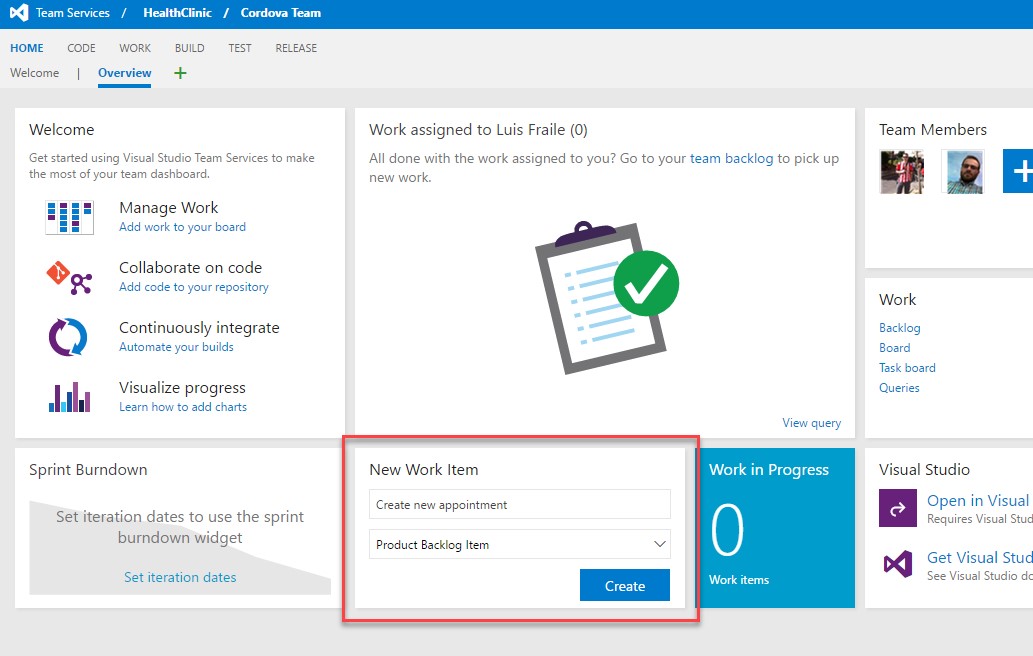 Team Services / HealthClinic / Cordova Team
HOME CODE WORK BUILD TEST RELEASE
Welcome | Overview +
Welcome
Get started using Visual Studio Team Services to make
the most of your team dashboard.
Manage Work
Add work to your board
Collaborate on code
Add code to your repository
Continuously integrate
Automate your builds
Visualize progress
Learn how to add charts
Work assigned to Luis Fraile (0)
All done with the work assigned to you? Go to your team backlog to pick up
new work.
View query
Team Members
Work
Backlog
Board
Task board
Queries
Sprint Burndown
Set iteration dates to use the sprint
burndown widget
Set iteration dates
New Work Item
Create new appointment
Product Backlog Item
Create
Work in Progress
0
Work items
Visual Studio
Open in Visual
Requires Visual Stud
Get Visual Stud
See Visual Studio do